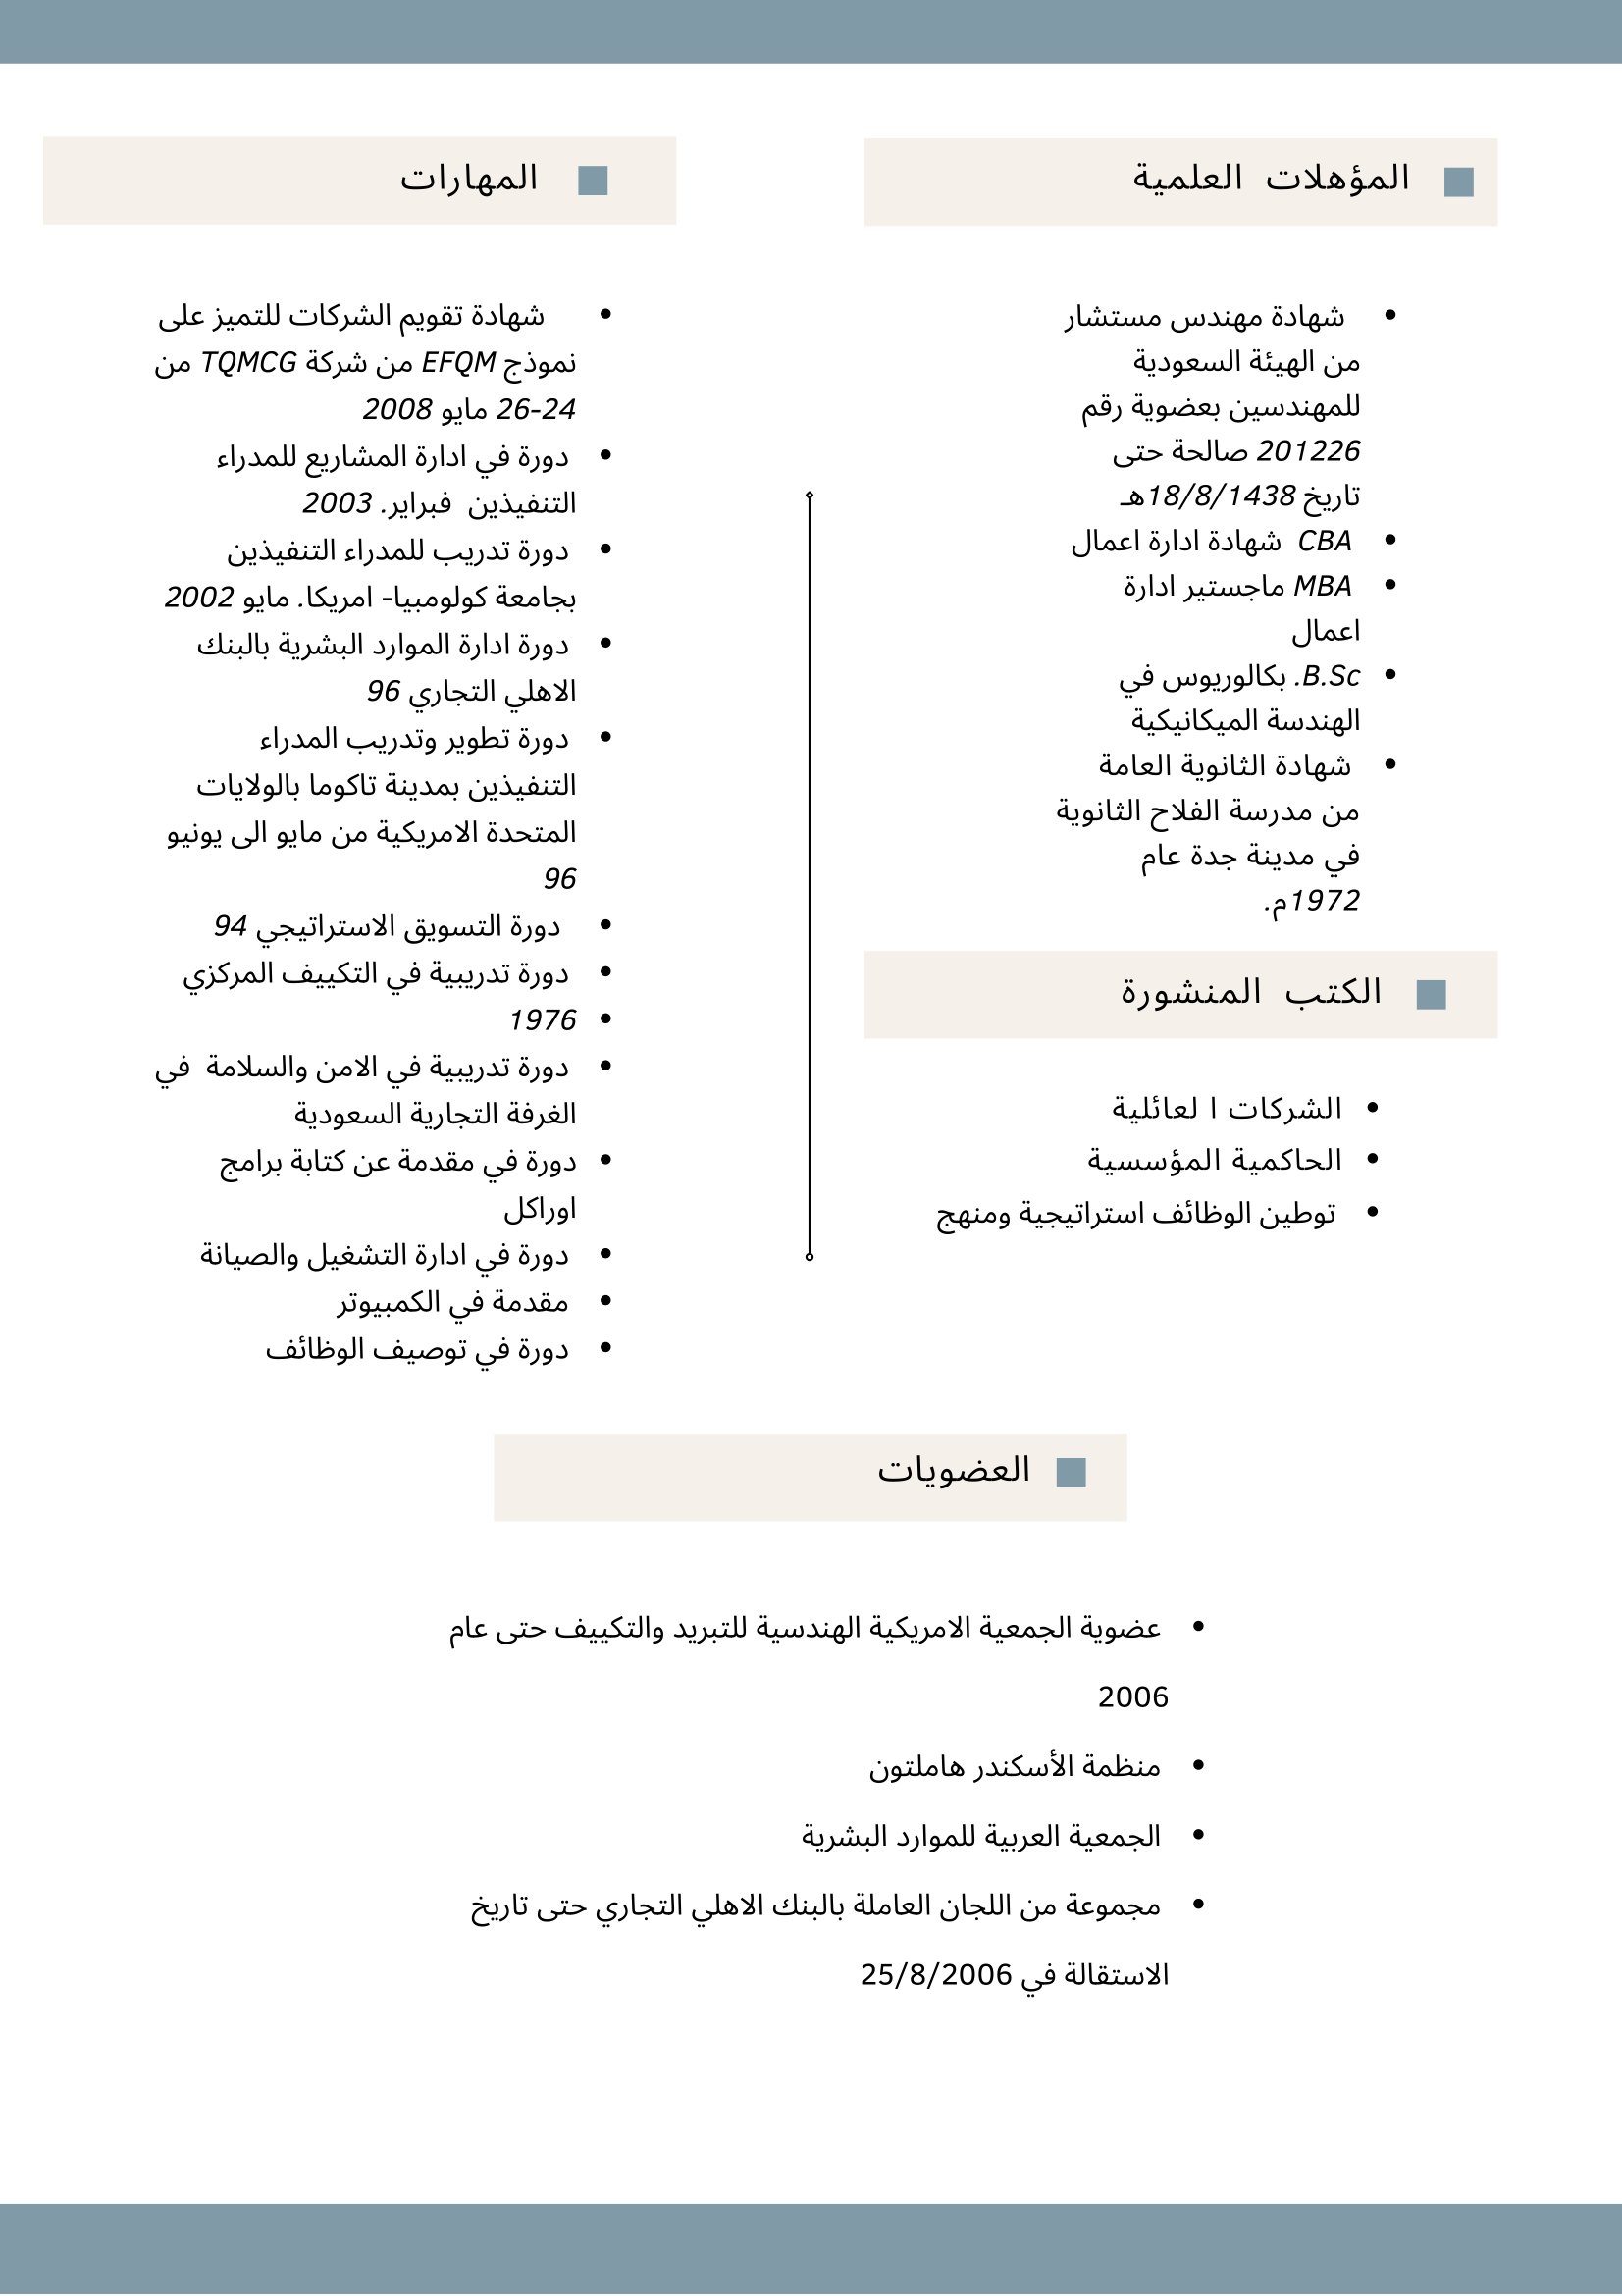 المؤهلات العلمية
شهادة مهندس مستشار
من الهيئة السعودية
للمهندسين بعضوية رقم
201226 صالحة حتى
تاريخ 18/8/1438هـ
CBA شهادة ادارة اعمال
MBA ماجستير ادارة
اعمال
B.Sc. بكالوريوس في
الهندسة الميكانيكية
شهادة الثانوية العامة
من مدرسة الفلاح الثانوية
في مدينة جدة عام
1972م.
الكتب المنشورة
الشركات ا لعائلية
الحاكمية المؤسسية
توطين الوظائف استراتيجية ومنهج
المهارات
شهادة تقويم الشركات للتميز على
نموذج EFQM من شركة TQMCG من
26-24 مايو 2008
دورة في ادارة المشاريع للمدراء
التنفيذين فبراير. 2003
دورة تدريب للمدراء التنفيذين
بجامعة كولومبيا- امريكا. مايو 2002
دورة ادارة الموارد البشرية بالبنك
الاهلي التجاري 96
دورة تطوير وتدريب المدراء
التنفيذين بمدينة تاكوما بالولايات
المتحدة الامريكية من مايو الى يونيو
96
دورة التسويق الاستراتيجي 94
دورة تدريبية في التكييف المركزي
1976
دورة تدريبية في الامن والسلامة في
الغرفة التجارية السعودية
دورة في مقدمة عن كتابة برامج
اوراكل
دورة في ادارة التشغيل والصيانة
مقدمة في الكمبيوتر
دورة في توصيف الوظائف
العضويات
عضوية الجمعية الامريكية الهندسية للتبريد والتكييف حتى عام
2006
منظمة الأسكندر هاملتون
الجمعية العربية للموارد البشرية
مجموعة من اللجان العاملة بالبنك الاهلي التجاري حتى تاريخ
الاستقالة في 25/8/2006